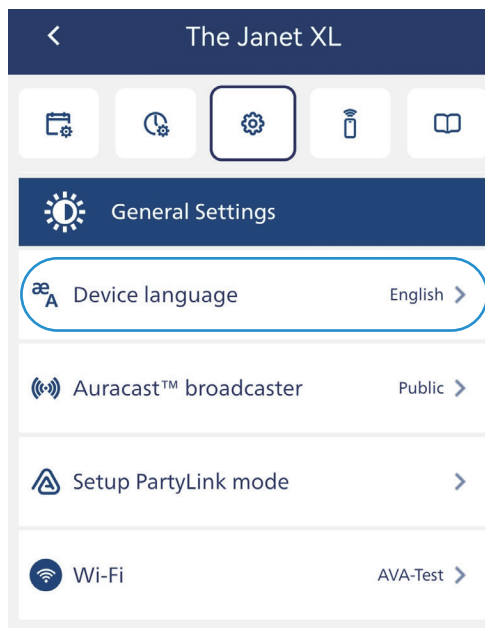 The Janet XL
General Settings
Device language English
Auracast™ broadcaster Public
Setup PartyLink mode
Wi-Fi AVA-Test